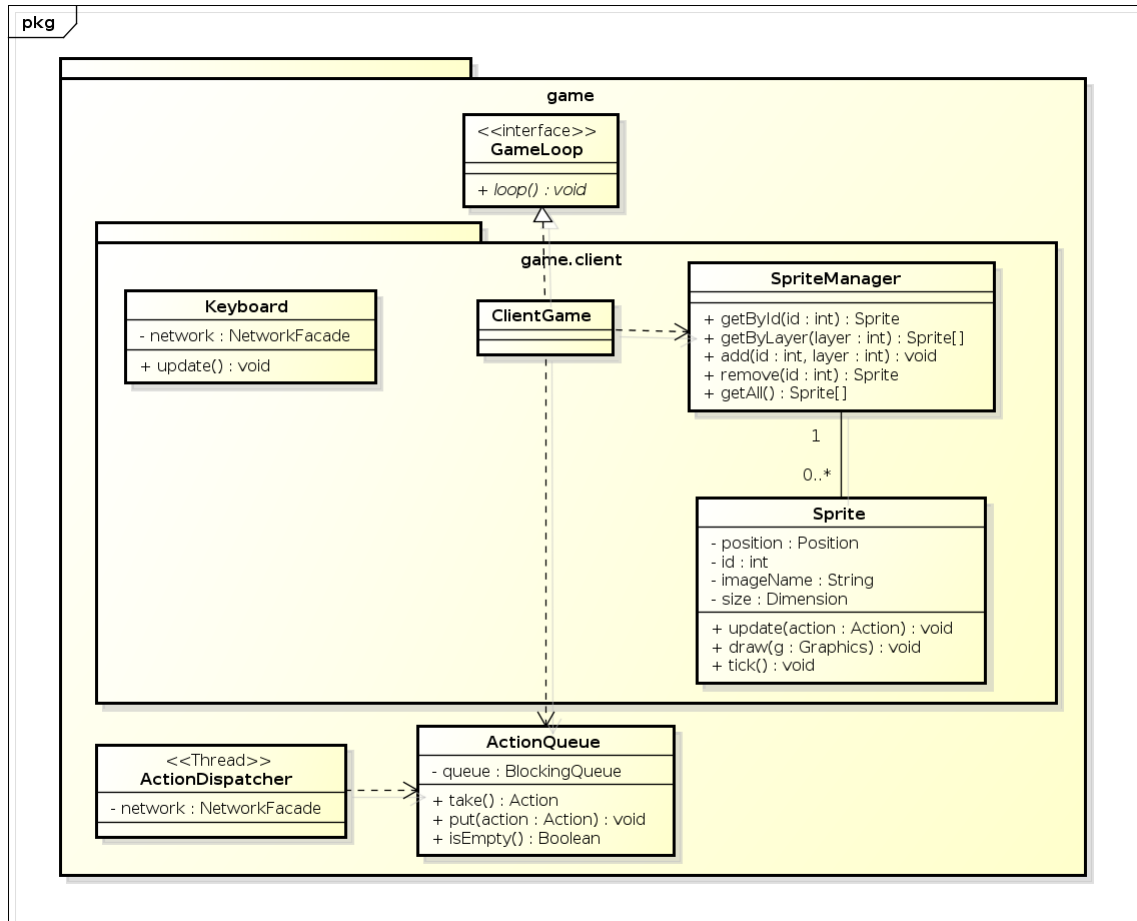 pkg
game
<<interface>>
GameLoop
+ loop() : void
game.client
Keyboard
- network : NetworkFacade
+ update() : void
ClientGame
SpriteManager
+ getById(id : int) : Sprite
+ getByLayer(layer : int) : Sprite[]
+ add(id : int, layer : int) : void
+ remove(id : int) : Sprite
+ getAll() : Sprite[]
1
0..*
Sprite
- position : Position
- id : int
- imageName : String
- size : Dimension
+ update(action : Action) : void
+ draw(g : Graphics) : void
+ tick() : void
<<Thread>>
ActionDispatcher
- network : NetworkFacade
ActionQueue
- queue : BlockingQueue
+ take() : Action
+ put(action : Action) : void
+ isEmpty() : Boolean